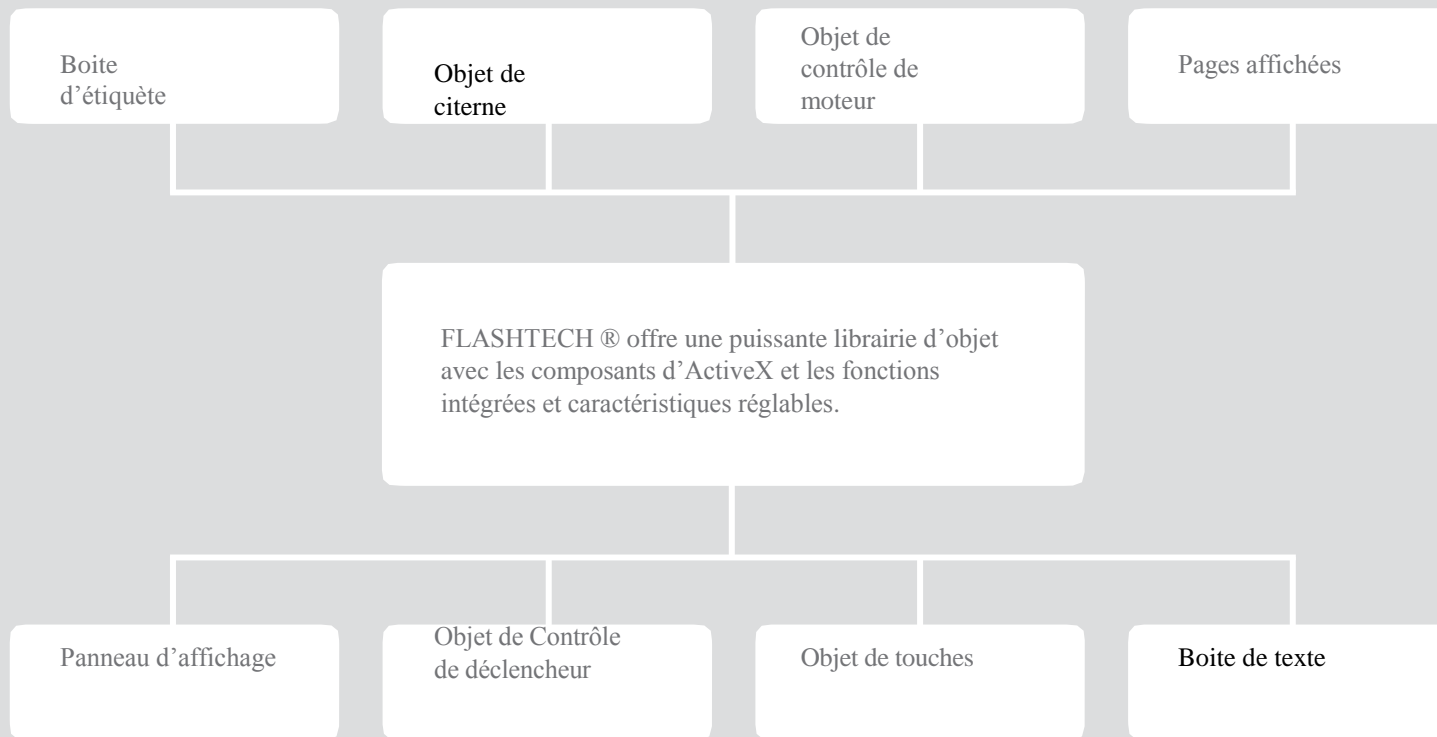 Boite
d’étiquète
Objet de
citerne
Objet de
contrôle de
moteur
Pages affichées
FLASHTECH ® offre une puissante librairie d’objet
avec les composants d’ActiveX et les fonctions
intégrées et caractéristiques réglables.
Panneau d’affichage
Objet de Contrôle
de déclencheur
Objet de touches
Boite de texte